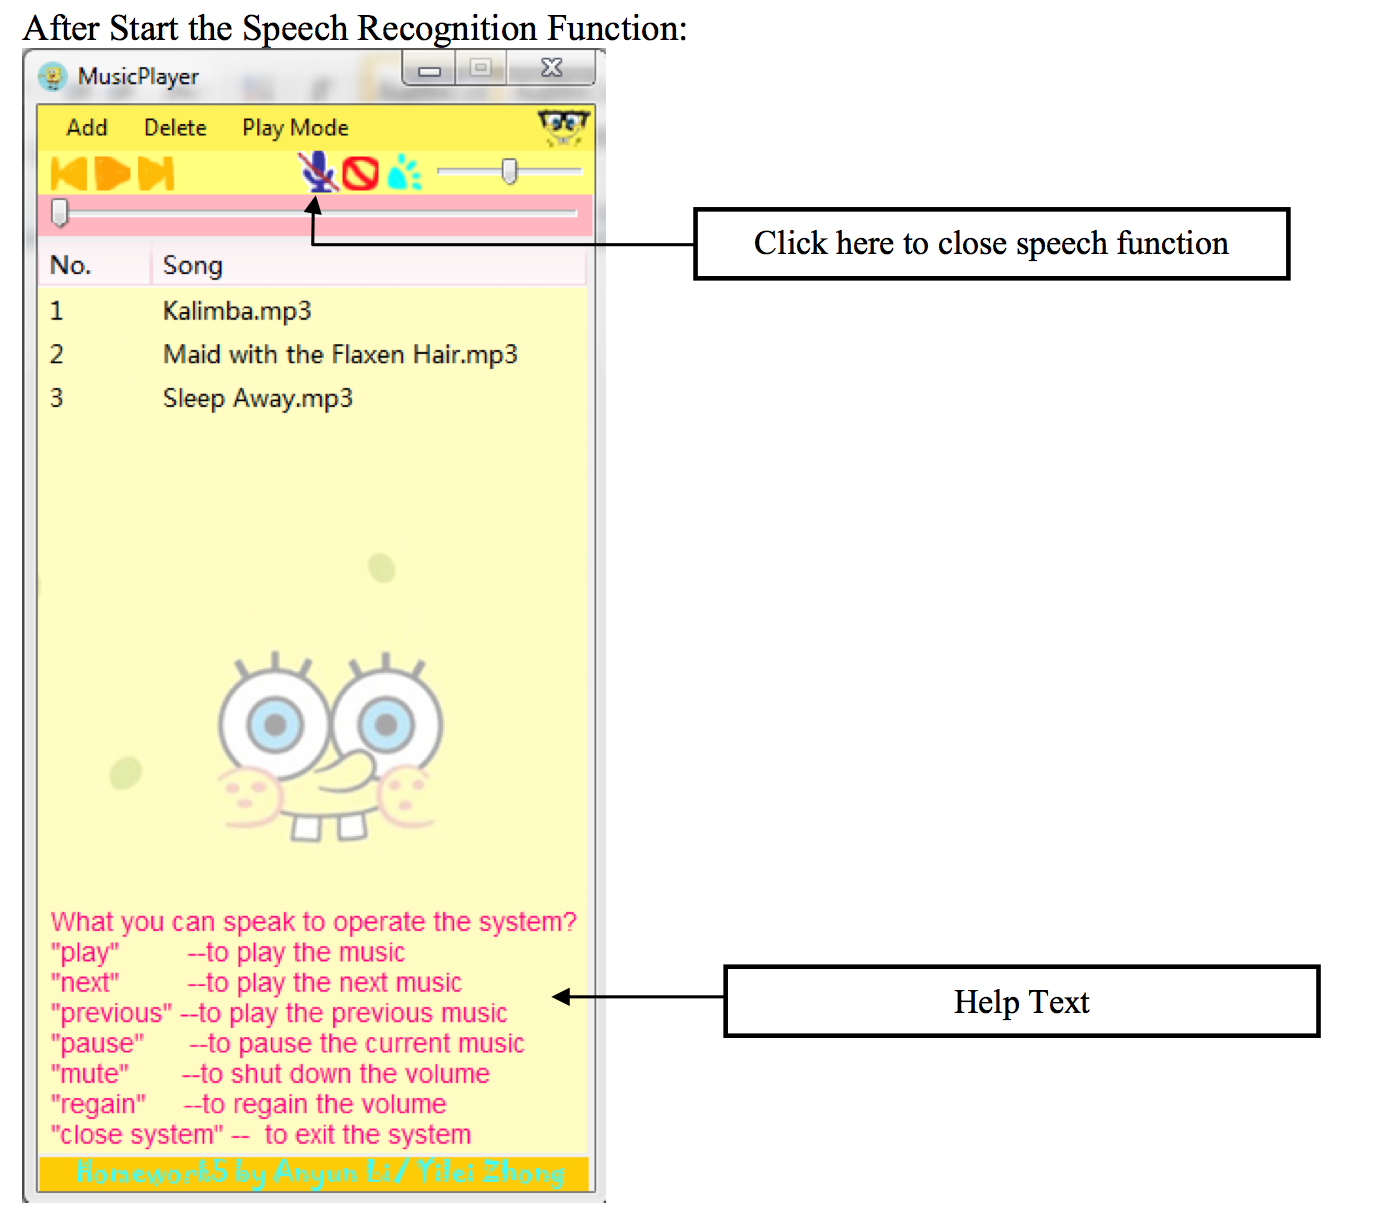 After Start the Speech Recognition Function:
MusicPlayer
Add Delete Play Mode
Click here to close speech function
No. Song
1 Kalimba.mp3
2 Maid with the Flaxen Hair.mp3
3 Sleep Away.mp3
What you can speak to operate the system?
"play" --to play the music
"next" --to play the next music
"previous" --to play the previous music
Help Text
"pause" --to pause the current music
"mute" --to shut down the volume
"regain" --to regain the volume
"close system" -- to exit the system
Homework5 by Anyun Li/ Yilei Zhong